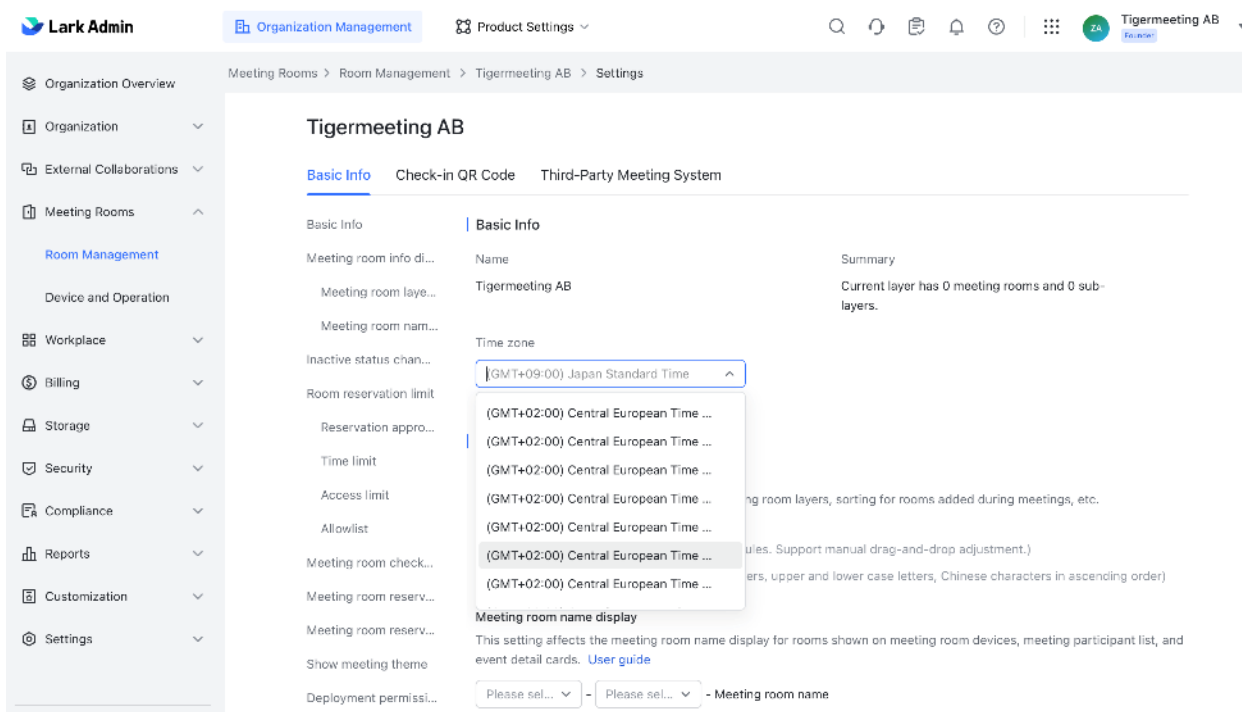 Lark Admin
Organization Management
Product Settings
ZA
Tigermeeting AB
Founder
Organization Overview
Organization
External Collaborations
Meeting Rooms
Room Management
Device and Operation
Workplace
Billing
Storage
Security
Compliance
Reports
Customization
Settings
Meeting Rooms > Room Management > Tigermeeting AB > Settings
Tigermeeting AB
Basic Info Check-in QR Code Third-Party Meeting System
Basic Info
Meeting room info di...
Meeting room laye...
Meeting room nam...
Inactive status chan...
Room reservation limit
Reservation appro...
Time limit
Access limit
Allowlist
Meeting room check...
Meeting room reserv...
Meeting room reserv...
Show meeting theme
Deployment permissi...
Basic Info
Name
Tigermeeting AB
Summary
Current layer has 0 meeting rooms and 0 sub-
layers.
Time zone
(GMT+09:00) Japan Standard Time
(GMT+02:00) Central European Time ...
(GMT+02:00) Central European Time ...
(GMT+02:00) Central European Time ...
(GMT+02:00) Central European Time ...
(GMT+02:00) Central European Time ...
(GMT+02:00) Central European Time ...
(GMT+02:00) Central European Time ...
ng room layers, sorting for rooms added during meetings, etc.
ules. Support manual drag-and-drop adjustment.)
ers, upper and lower case letters, Chinese characters in ascending order)
Meeting room name display
This setting affects the meeting room name display for rooms shown on meeting room devices, meeting participant list, and
event detail cards. User guide
Please sel... - Please sel... - Meeting room name